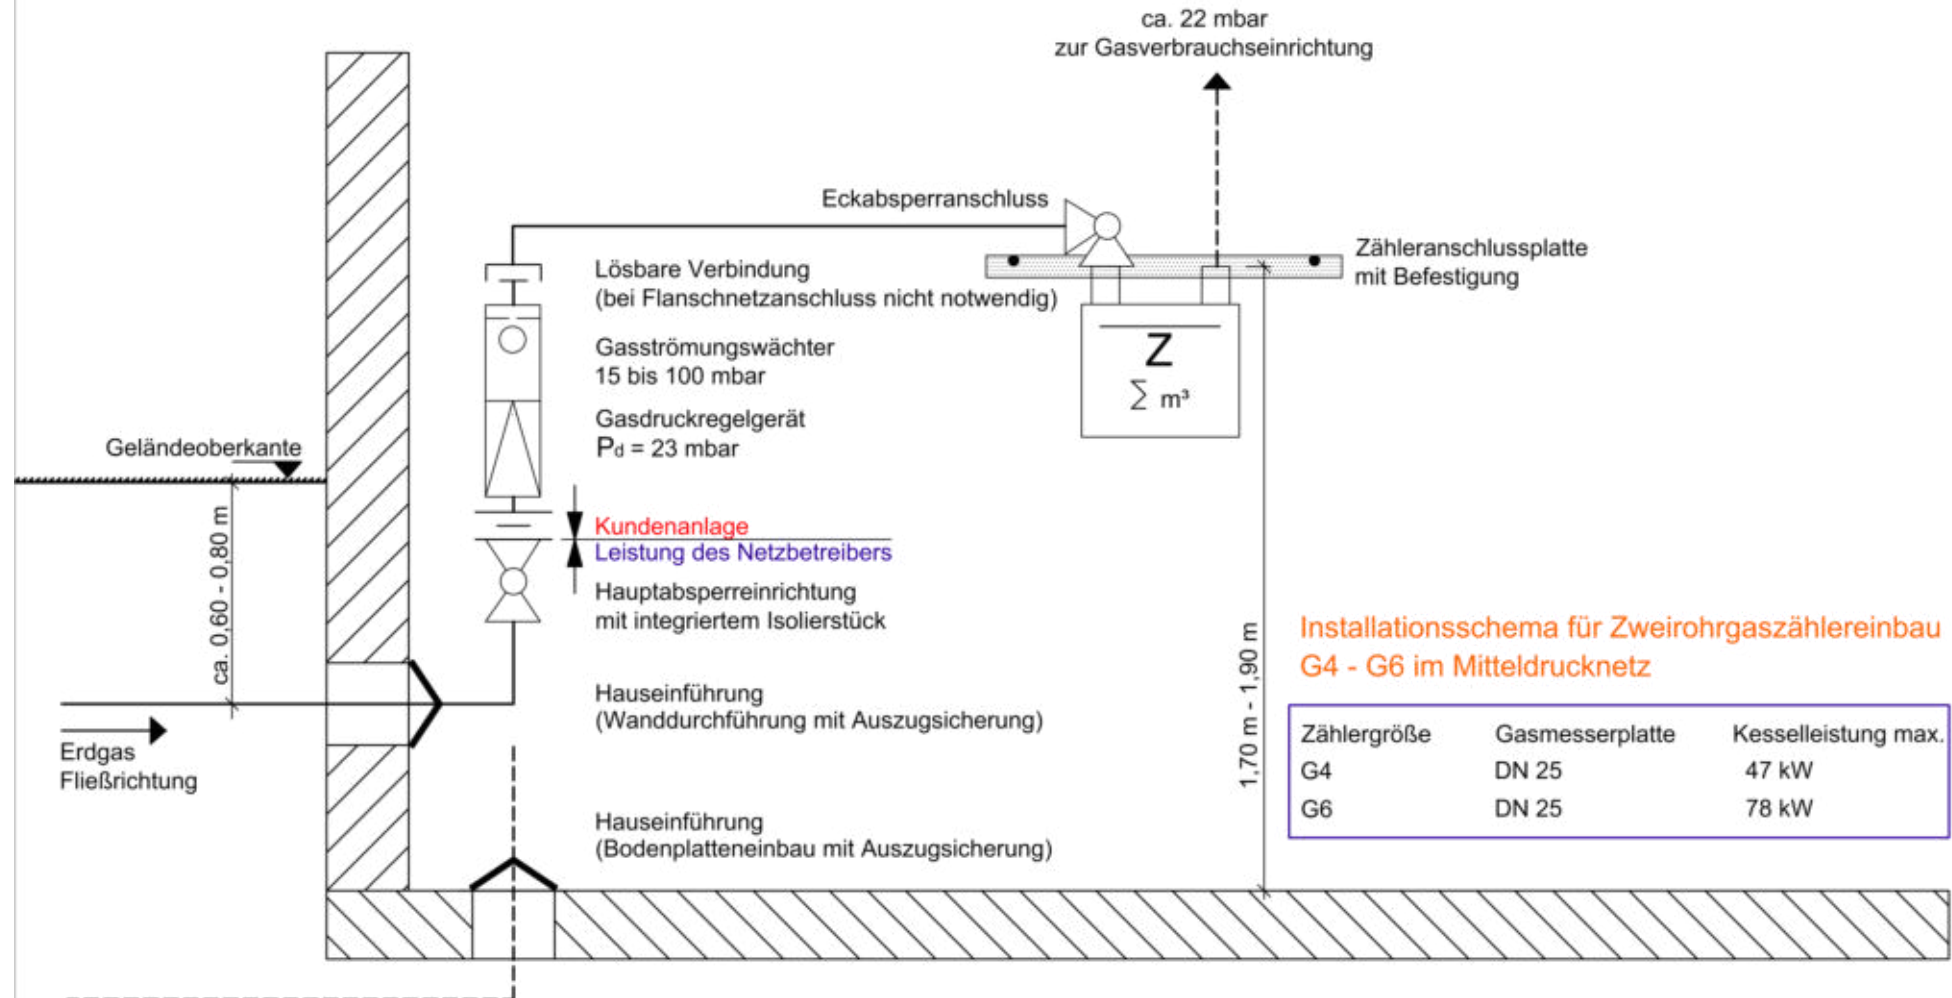 ca. 22 mbar
zur Gasverbrauchseinrichtung
Eckabsperranschluss
Zähleranschlussplatte
mit Befestigung
Lösbare Verbindung
(bei Flanschnetzanschluss nicht notwendig)
Gasströmungswächter
15 bis 100 mbar
Z
∑ m³
Gasdruckregelgerät
Pd = 23 mbar
Geländeoberkante
ca. 0,60 - 0,80 m
Kundenanlage
Leistung des Netzbetreibers
Hauptabsperreinrichtung
mit integriertem Isolierstück
Hauseinführung
(Wanddurchführung mit Auszugsicherung)
Erdgas
Fließrichtung
Hauseinführung
(Bodenplatteneinbau mit Auszugsicherung)
1,70 m - 1,90 m
Installationsschema für Zweirohrgaszählereinbau
G4 - G6 im Mitteldrucknetz
Zählergröße Gasmesserplatte Kesselleistung max.
G4 DN 25 47 kW
G6 DN 25 78 kW